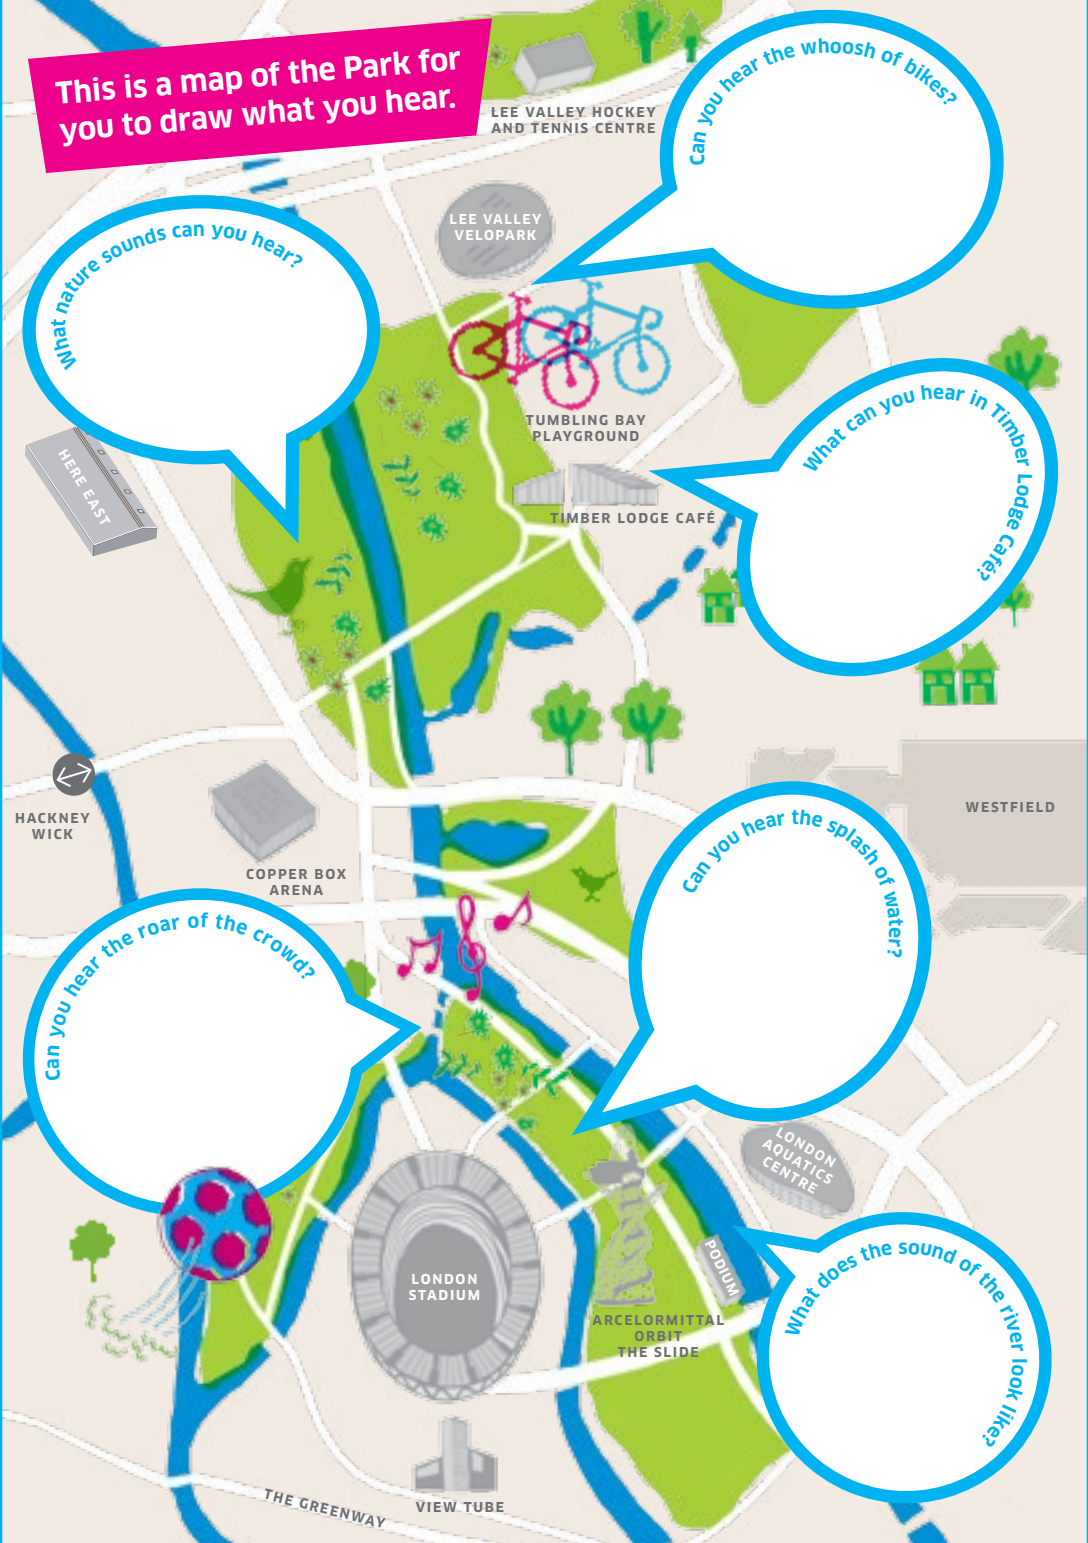 This is a map of the Park for
you to draw what you hear.
LEE VALLEY HOCKEY
AND TENNIS CENTRE
Can you hear the whoosh of bikes?
LEE VALLEY
VELOPARK
What nature sounds can you hear?
TUMBLING BAY
PLAYGROUND
What can you hear in Timber Lodge Café?
HERE EAST
TIMBER LODGE CAFÉ
HACKNEY
WICK
WESTFIELD
COPPER BOX
ARENA
Can you hear the splash of water?
Can you hear the roar of the crowd?
LONDON
AQUATICS
CENTRE
PODIUM
What does the sound of the river look like?
LONDON
STADIUM
ARCELORMITTAL
ORBIT
THE SLIDE
THE GREENWAY
VIEW TUBE